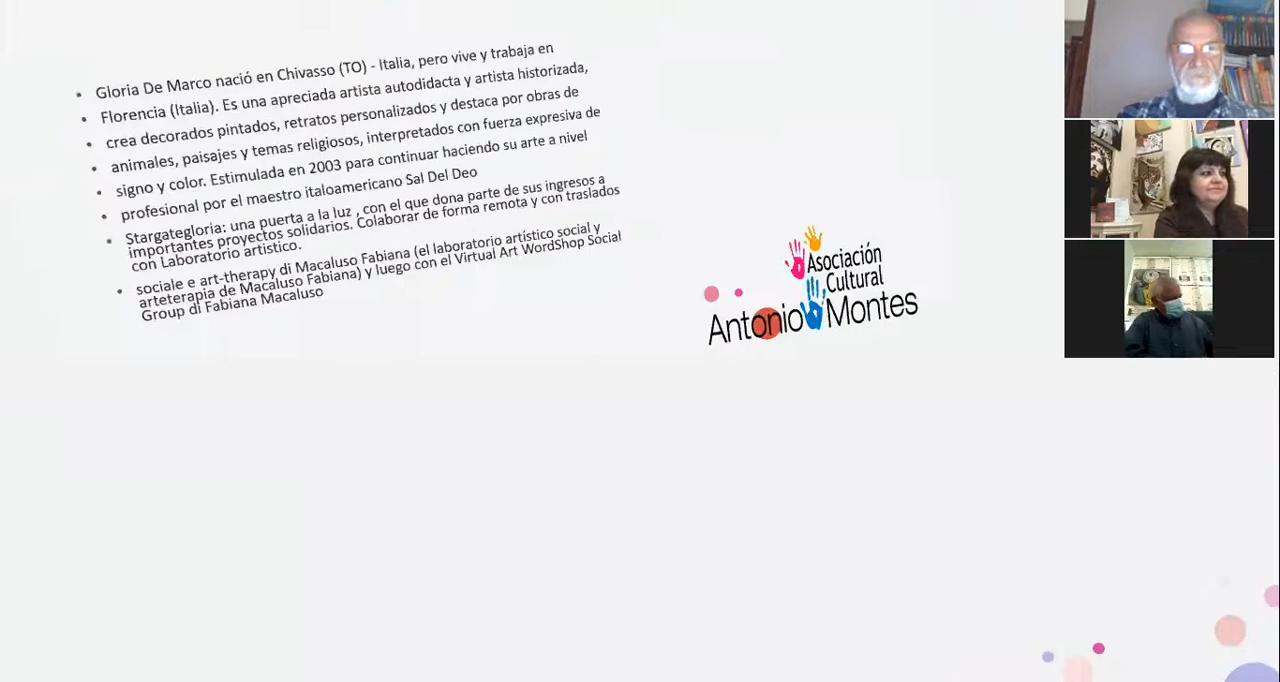 Gloria De Marco nació en Chivasso (TO) - Italia, pero vive y trabaja en
Florencia (Italia). Es una apreciada artista autodidacta y artista historizada,
crea decorados pintados, retratos personalizados y destaca por obras de
animales, paisajes y temas religiosos, interpretados con fuerza expresiva de
signo y color. Estimulada en 2003 para continuar haciendo su arte a nivel
profesional por el maestro italoamericano Sal Del Deo
Stargategloria: una puerta a la luz , con el que dona parte de sus ingresos a
importantes proyectos solidarios. Colaborar de forma remota y con traslados
con Laboratorio artistico.
sociale e art-therapy di Macaluso Fabiana (el laboratorio artístico social y
arteterapia de Macaluso Fabiana) y luego con el Virtual Art WordShop Social
Group di Fabiana Macaluso
Asociación
Cultural
Antonio Montes